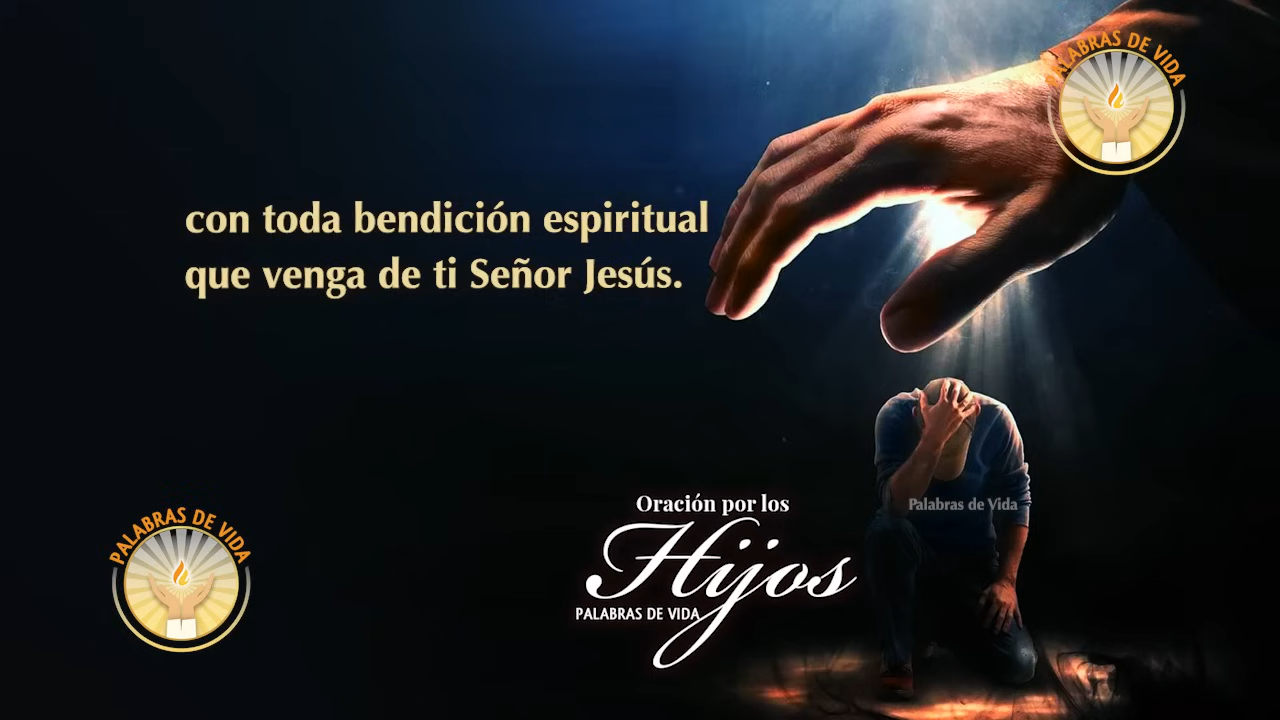 PALABRAS DE VIDA
con toda bendición espiritual
que venga de ti Señor Jesús.
Oración por los
Hijos
PALABRAS DE VIDA
Palabras de Vida
PALABRAS DE VIDA